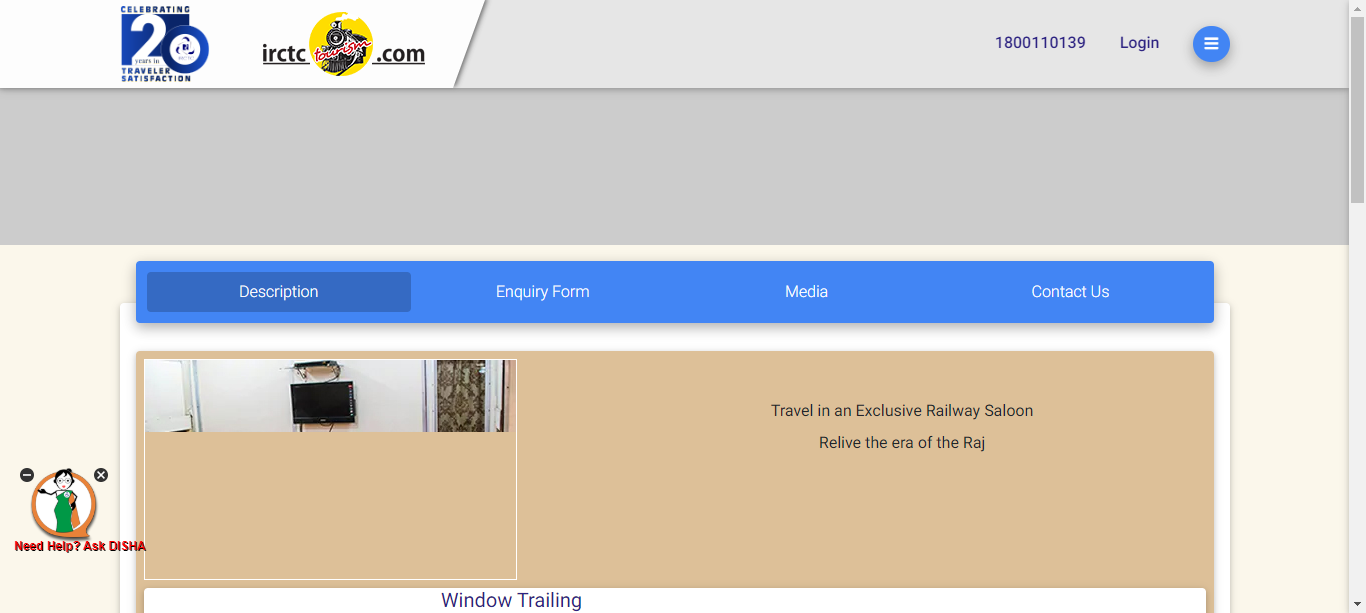 CELEBRATING
20
years in
TRAVELER
SATISFACTION
irctc tourism .com
1800110139
Login
Description
Enquiry Form
Media
Contact Us
Travel in an Exclusive Railway Saloon
Relive the era of the Raj
Need Help? Ask DISHA
Window Trailing